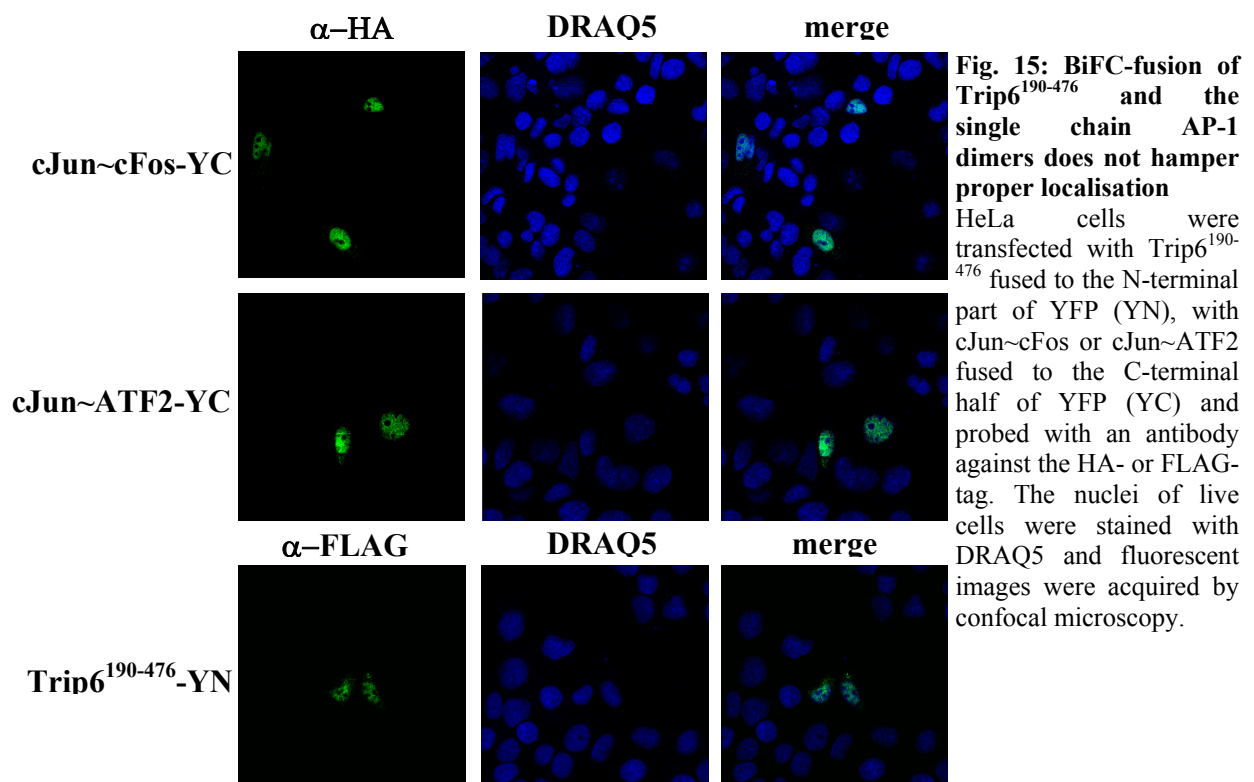 α–HA DRAQ5 merge
cJun~cFos-YC
cJun~ATF2-YC
α–FLAG DRAQ5 merge
Trip6¹⁹⁰⁻⁴⁷⁶-YN
Fig. 15: BiFC-fusion of
Trip6¹⁹⁰⁻⁴⁷⁶ and the
single chain AP-1
dimers does not hamper
proper localisation
HeLa cells were
transfected with Trip6¹⁹⁰⁻
⁴⁷⁶ fused to the N-terminal
part of YFP (YN), with
cJun~cFos or cJun~ATF2
fused to the C-terminal
half of YFP (YC) and
probed with an antibody
against the HA- or FLAG-
tag. The nuclei of live
cells were stained with
DRAQ5 and fluorescent
images were acquired by
confocal microscopy.